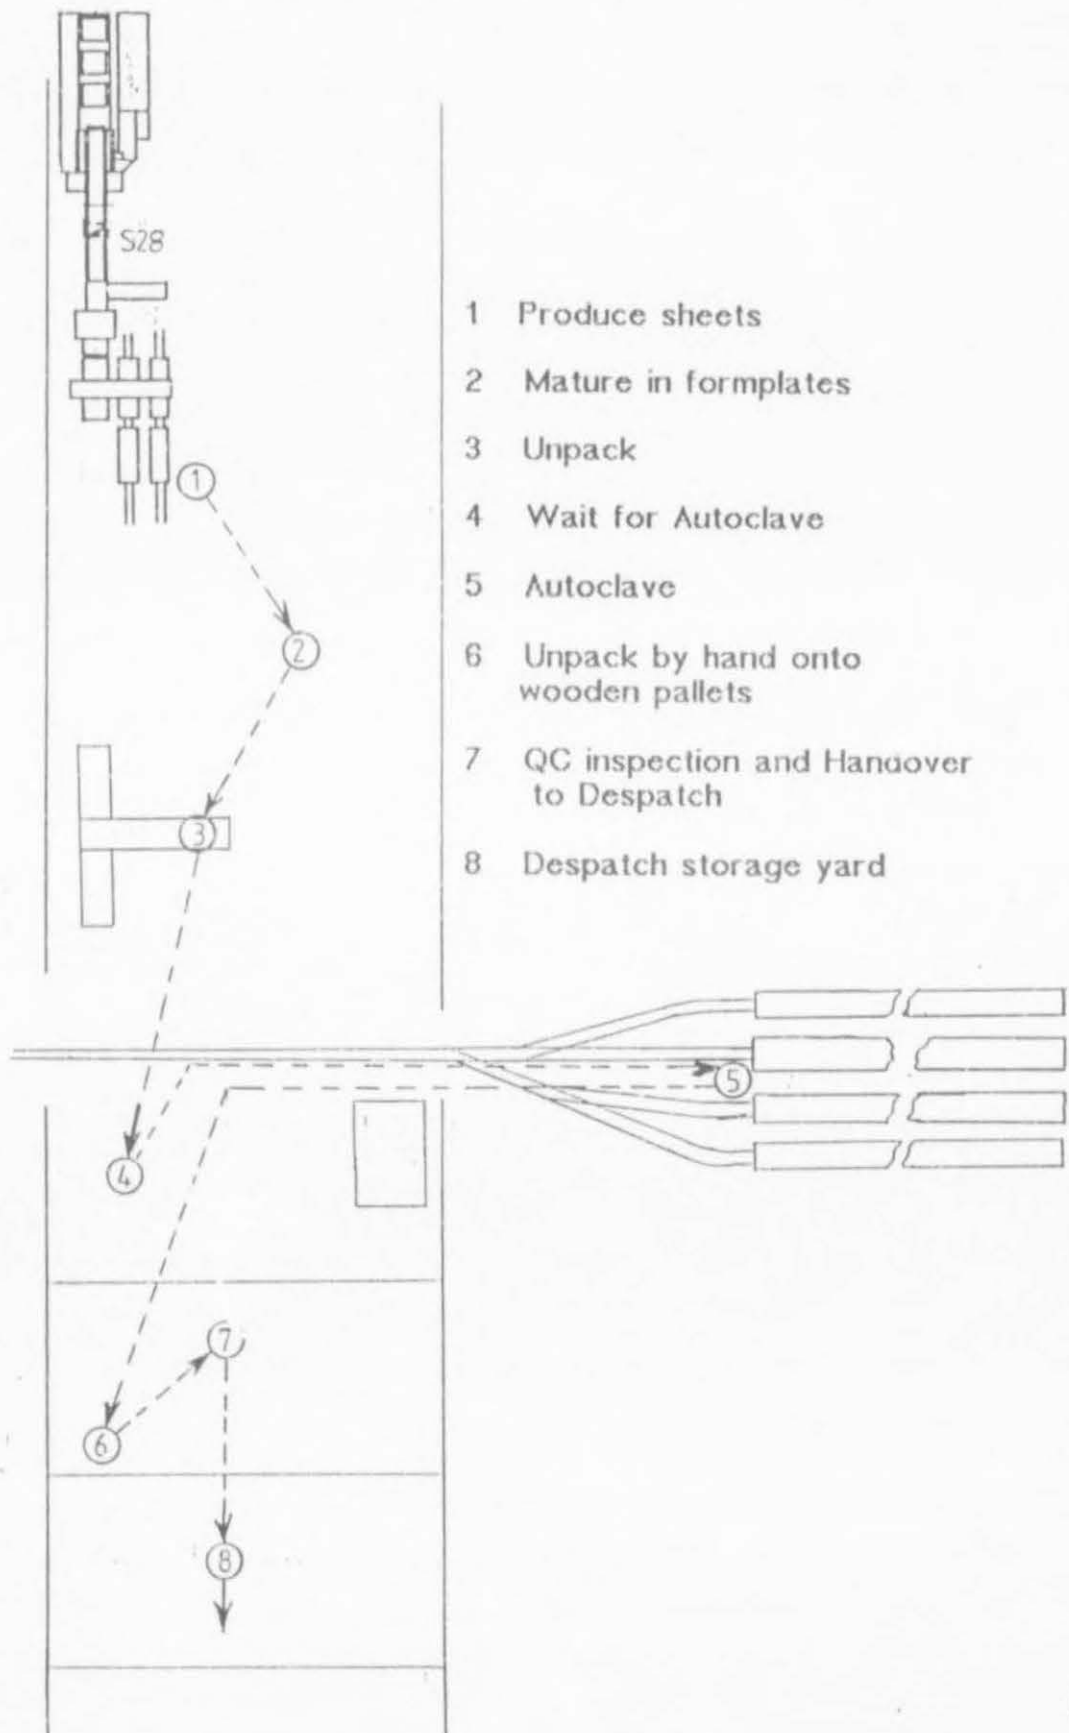 S28
1 Produce sheets
2 Mature in formplates
3 Unpack
4 Wait for Autoclave
5 Autoclave
6 Unpack by hand onto
wooden pallets
7 QC inspection and Handover
to Despatch
8 Despatch storage yard
1
2
3
5
4
7
6
8